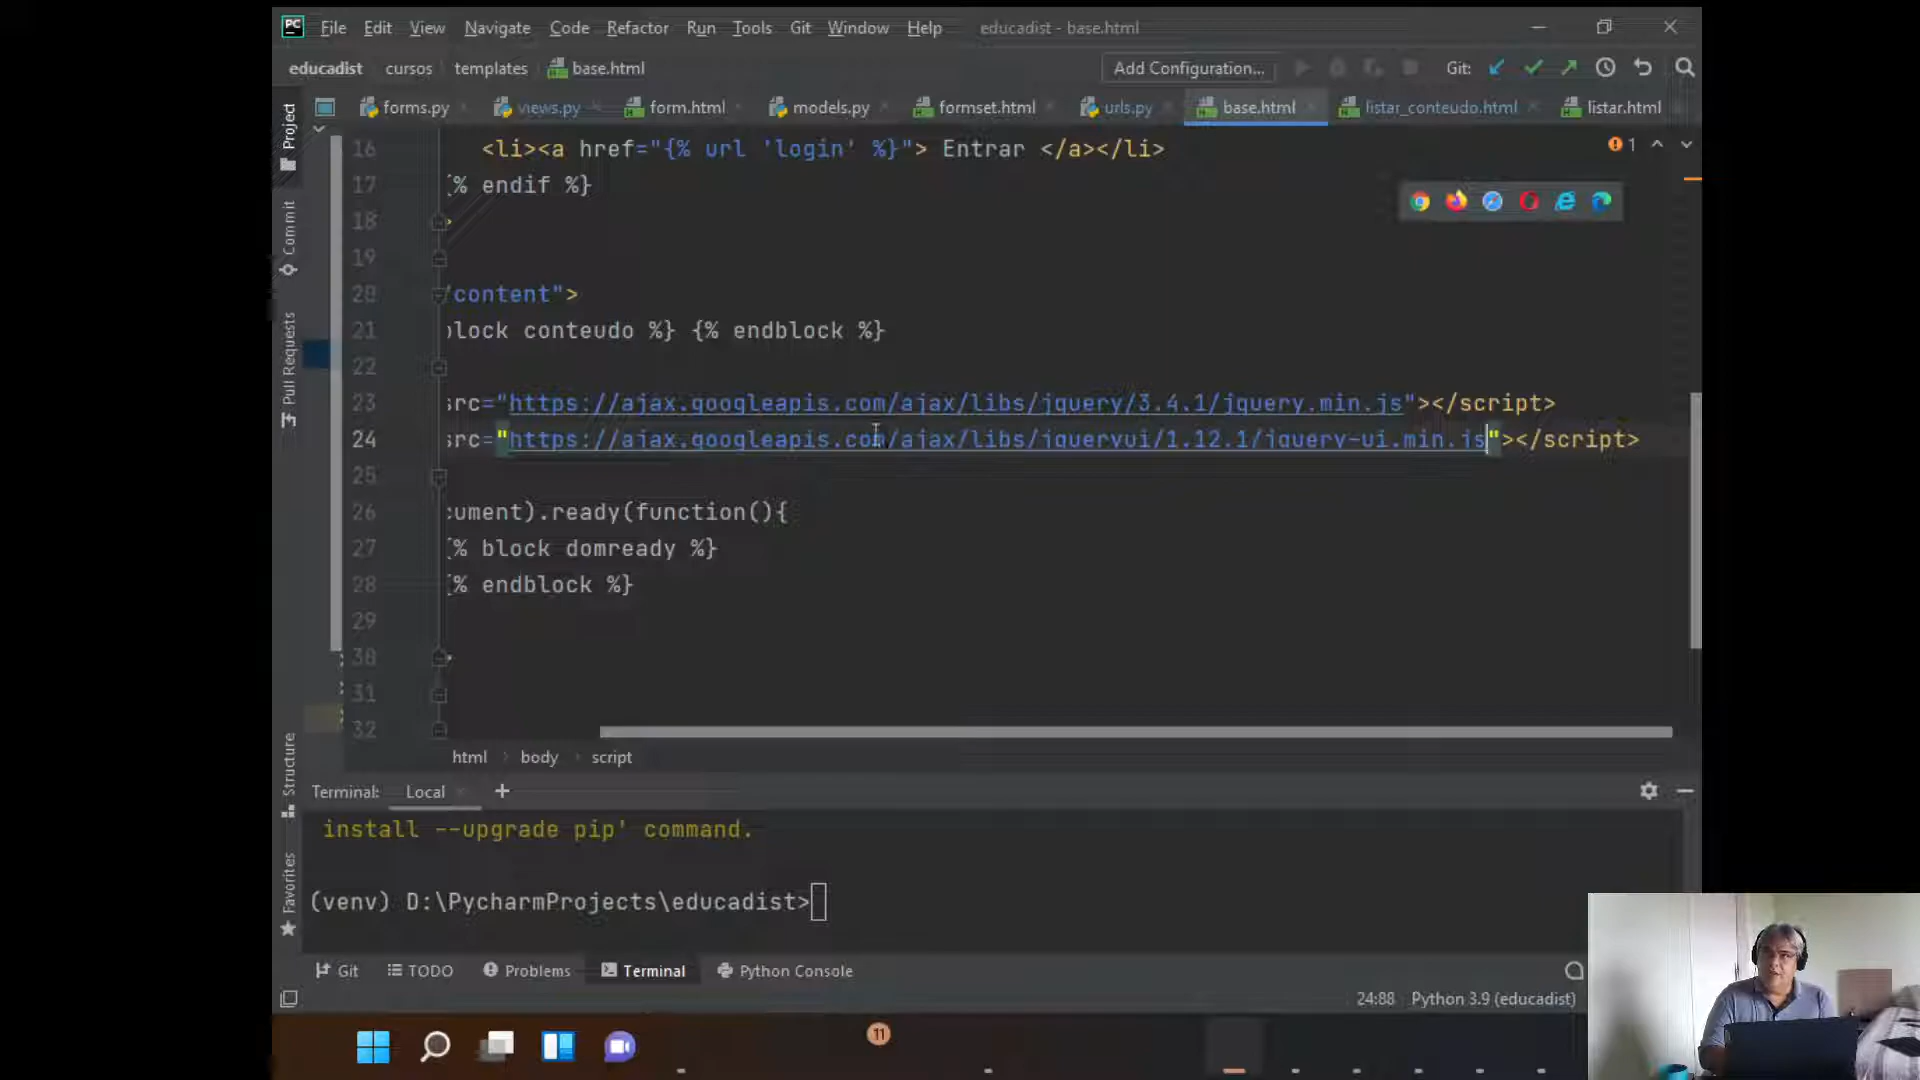 PC File Edit View Navigate Code Refactor Run Tools Git Window Help educadist - base.html
educadist cursos templates base.html Add Configuration... Git:
forms.py views.py form.html models.py formset.html urls.py base.html listar_conteudo.html listar.html
Project
Commit
Pull Requests
Structure
Favorites
16 <li><a href="{% url 'login' %}"> Entrar </a></li>
1
17 {% endif %}
18 >
19
20 content">
21 block conteudo %} {% endblock %}
22
23 src="https://ajax.googleapis.com/ajax/libs/jquery/3.4.1/jquery.min.js"></script>
24 src="https://ajax.googleapis.com/ajax/libs/jqueryui/1.12.1/jquery-ui.min.js"></script>
25
26 cument).ready(function(){
27 {% block domready %}
28 {% endblock %}
29
30
31
32
html body script
Terminal: Local +
install --upgrade pip' command.
(venv) D:\PycharmProjects\educadist>
Git TODO Problems Terminal Python Console
24:88 Python 3.9 (educadist)
11